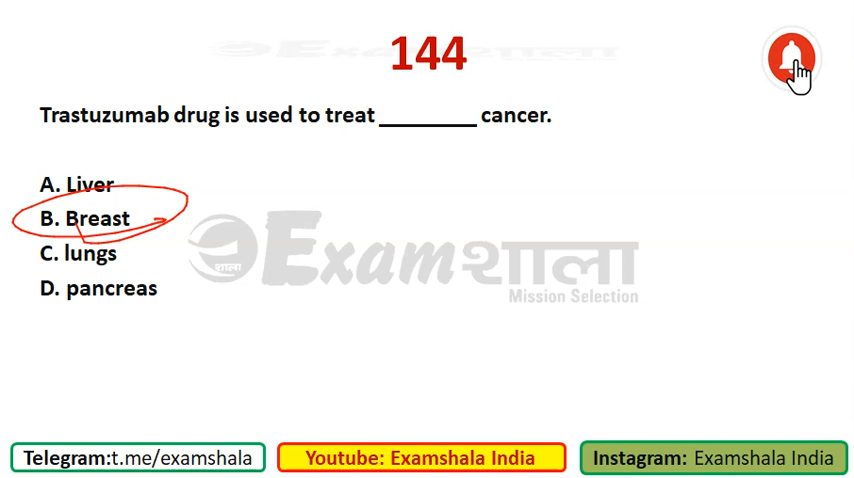 144
Trastuzumab drug is used to treat ________ cancer.
A. Liver
B. Breast
C. lungs
D. pancreas
शाला
Examशाला
Mission Selection
Telegram:t.me/examshala
Youtube: Examshala India
Instagram: Examshala India